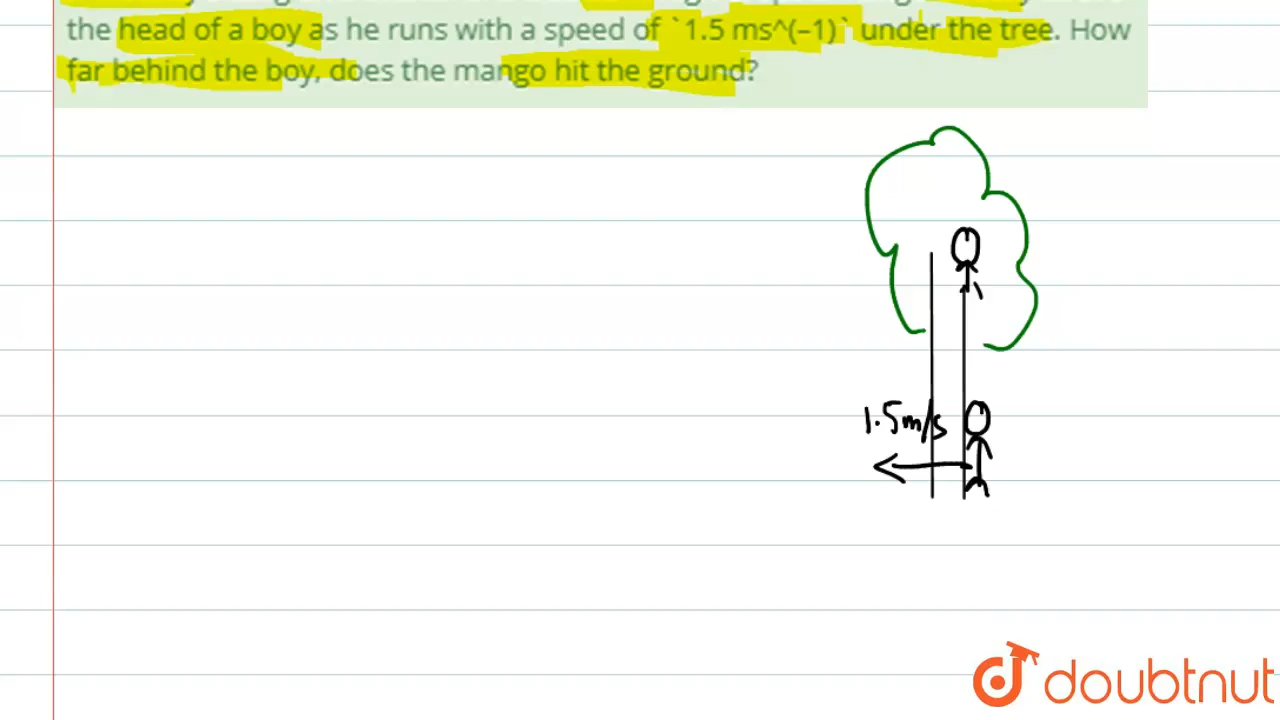 the head of a boy as he runs with a speed of `1.5 ms^(–1)` under the tree. How
far behind the boy, does the mango hit the ground?
1.5m/s
doubtnut